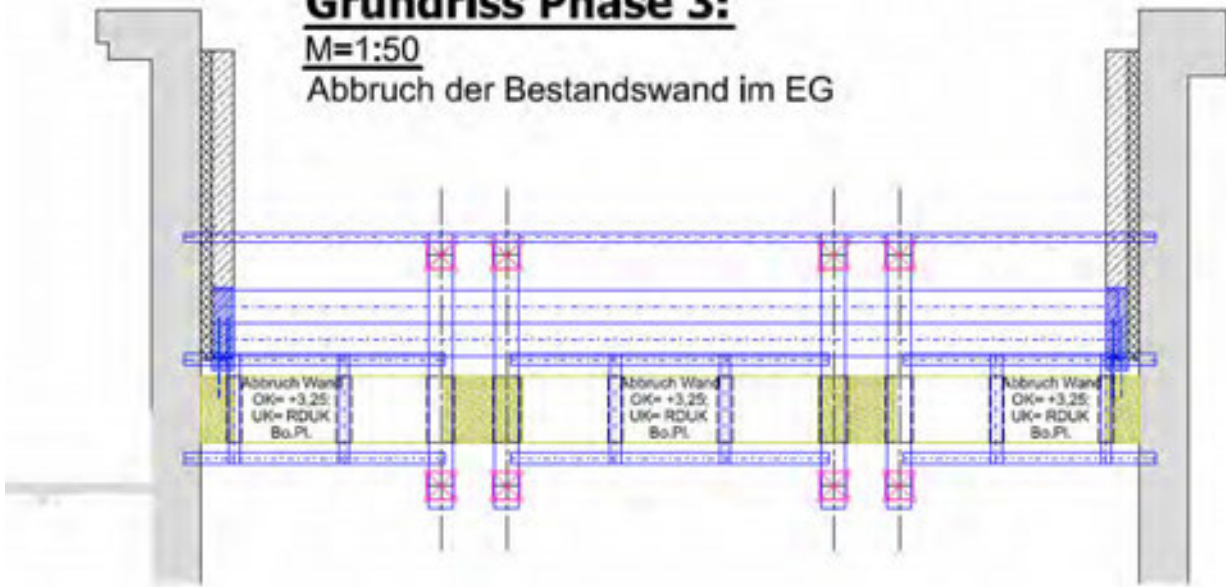 Grundriss Phase 3:
M=1:50
Abbruch der Bestandswand im EG
Abbruch Wand
OK= +3,25;
UK= RDUK
Bo.Pl.
Abbruch Wand
OK= +3,25;
UK= RDUK
Bo.Pl.
Abbruch Wand
OK= +3,25;
UK= RDUK
Bo.Pl.